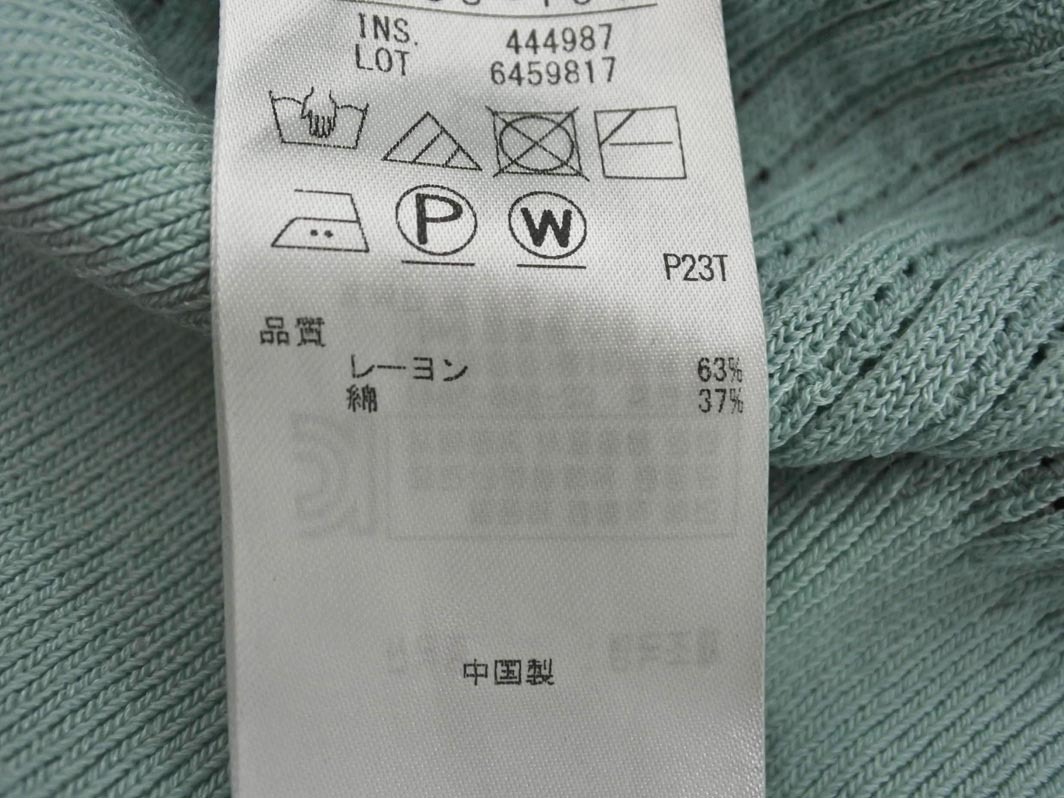 INS. 444987
LOT 6459817
P
W
P23T
品質
レーヨン 63%
綿 37%
中国製